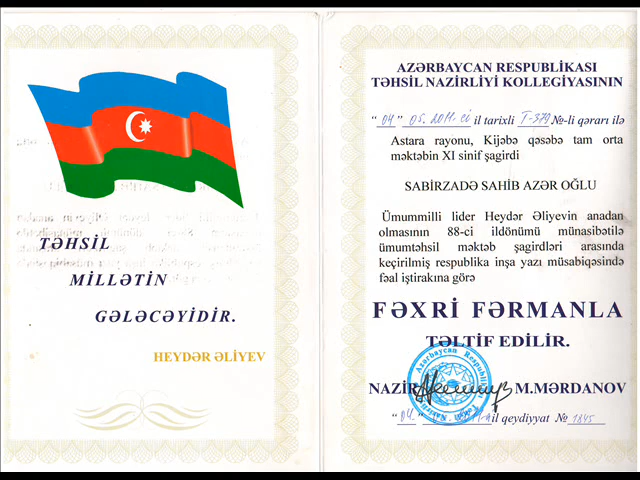 TƏHSİL
MİLLƏTİN
GƏLƏCƏYİDİR.
HEYDƏR ƏLİYEV
AZƏRBAYCAN RESPUBLİKASI
TƏHSİL NAZİRLİYİ KOLLEGİYASININ
"04" 05. 2011-ci il tarixli T-370 №-li qərarı ilə
Astara rayonu, Kijəbə qəsəbə tam orta
məktəbin XI sinif şagirdi
SABİRZADƏ SAHİB AZƏR OĞLU
Ümummilli lider Heydər Əliyevin anadan
olmasının 88-ci ildönümü münasibətilə
ümumtəhsil məktəb şagirdləri arasında
keçirilmiş respublika inşa yazı müsabiqəsində
fəal iştirakına görə
FƏXRİ FƏRMANLA
TƏLTİF EDİLİR.
Azərbaycan Respublikası
NAZİR M.MƏRDANOV
"04. " il qeydiyyat № 1845